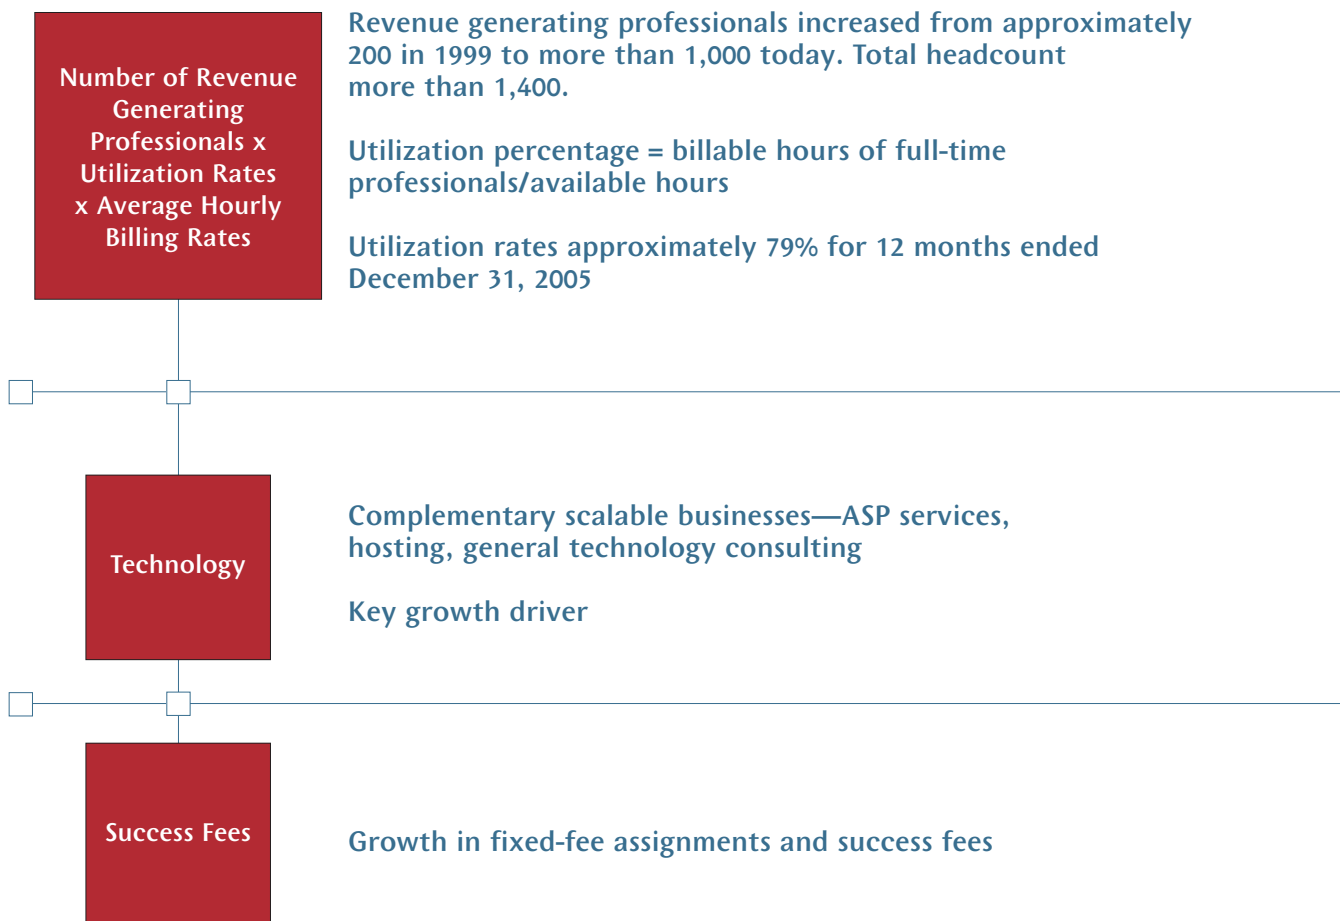 Number of Revenue
Generating
Professionals x
Utilization Rates
x Average Hourly
Billing Rates
Revenue generating professionals increased from approximately
200 in 1999 to more than 1,000 today. Total headcount
more than 1,400.
Utilization percentage = billable hours of full-time
professionals/available hours
Utilization rates approximately 79% for 12 months ended
December 31, 2005
Technology
Complementary scalable businesses—ASP services,
hosting, general technology consulting
Key growth driver
Success Fees
Growth in fixed-fee assignments and success fees